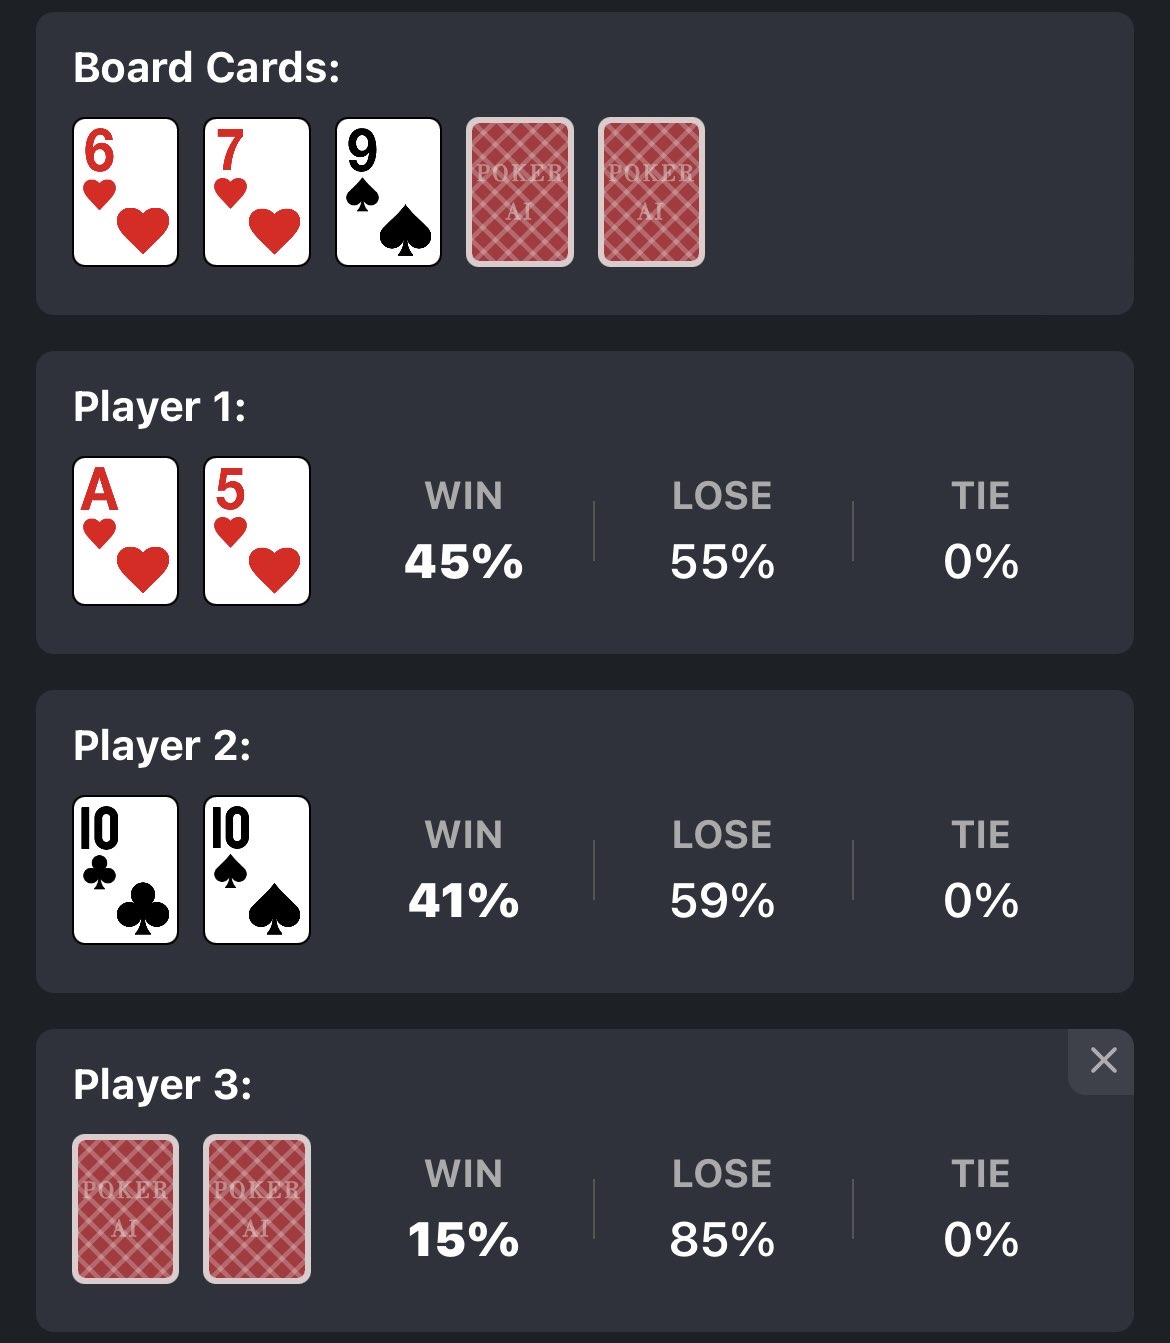 Board Cards:
6 7 9 POKER AI POKER AI
Player 1:
A 5
WIN LOSE TIE
45% 55% 0%
Player 2:
10 10
WIN LOSE TIE
41% 59% 0%
Player 3:
POKER AI POKER AI
WIN LOSE TIE
15% 85% 0%